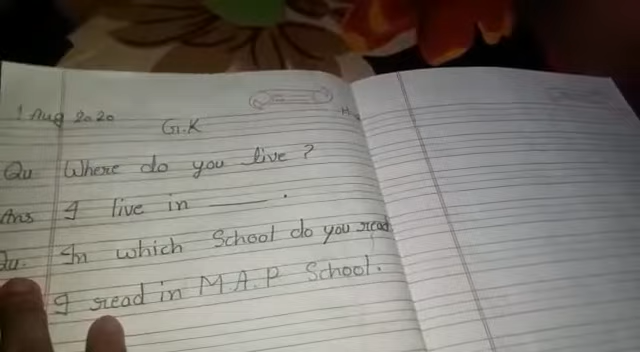 1 Aug 2020
G.K
Qu Where do you live?
Ans I live in ___.
Qu. In which School do you read
I read in M.A.P School.